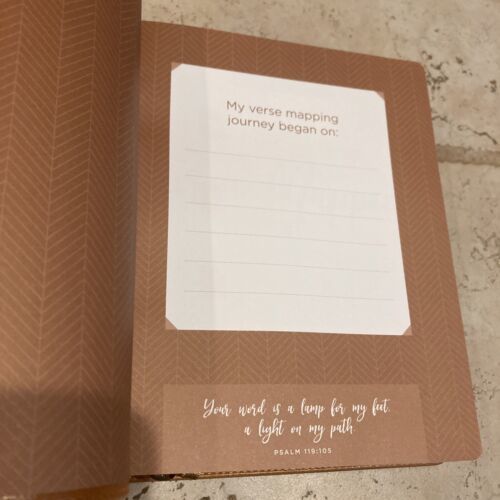 My verse mapping
journey began on:
Your word is a lamp for my feet,
a light on my path.
PSALM 119:105